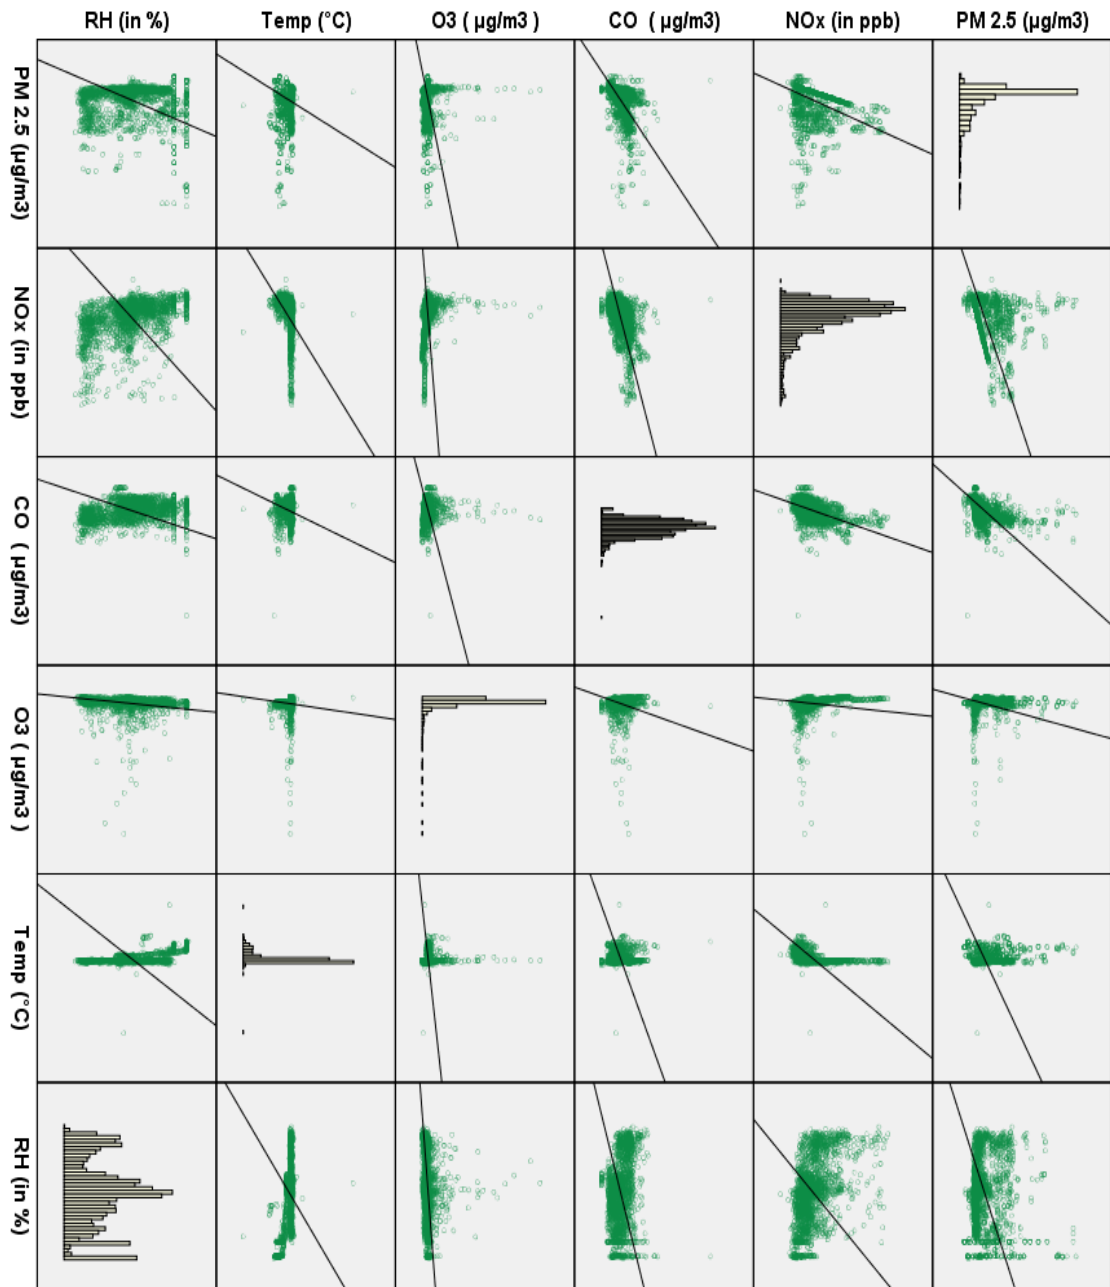 RH (in %)
Temp (°C)
O3 ( µg/m3 )
CO ( µg/m3)
NOx (in ppb)
PM 2.5 (µg/m3)
PM 2.5 (µg/m3)
NOx (in ppb)
CO ( µg/m3)
O3 ( µg/m3 )
Temp (°C)
RH (in %)